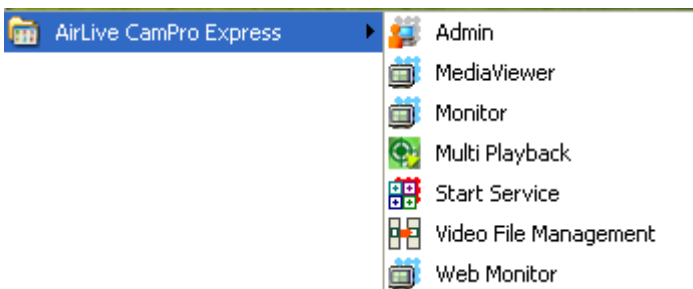 AirLive CamPro Express
Admin
MediaViewer
Monitor
Multi Playback
Start Service
Video File Management
Web Monitor